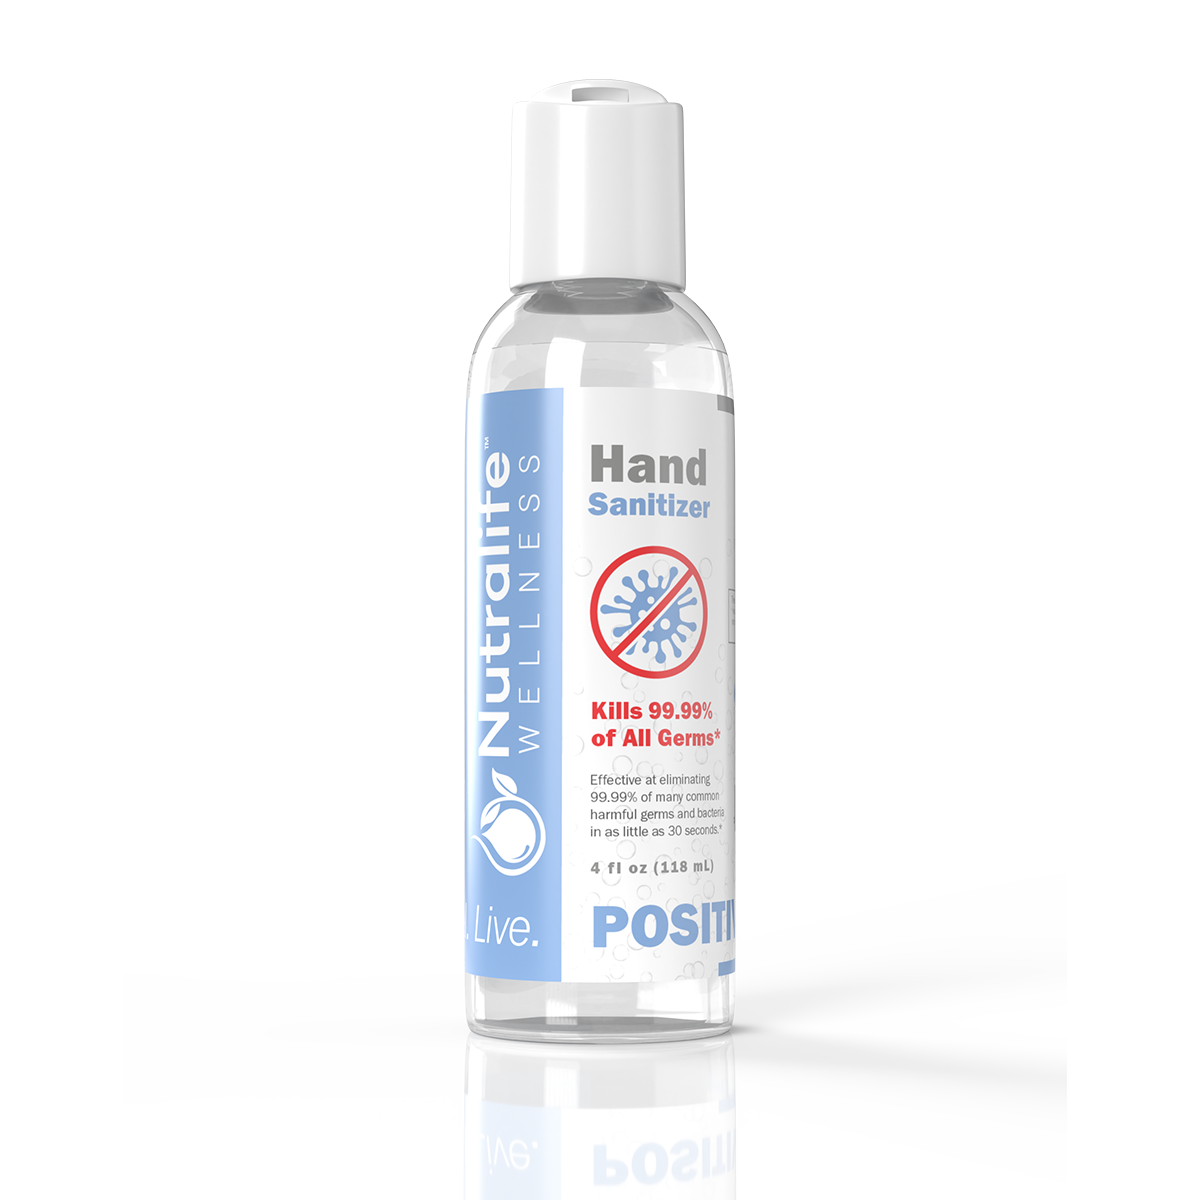 Nutralife™
WELLNESS
Live.
Hand
Sanitizer
Kills 99.99%
of All Germs*
Effective at eliminating
99.99% of many common
harmful germs and bacteria
in as little as 30 seconds.*
4 fl oz (118 mL)